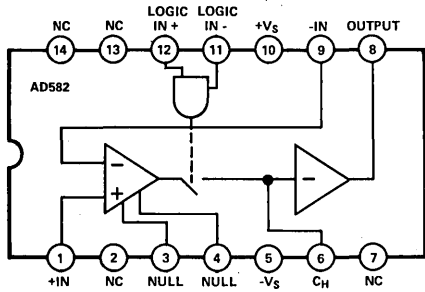 LOGIC LOGIC
NC NC IN + IN - +VS -IN OUTPUT
14 13 12 11 10 9 8
AD582
-
+
-
1 2 3 4 5 6 7
+IN NC NULL NULL -VS CH NC